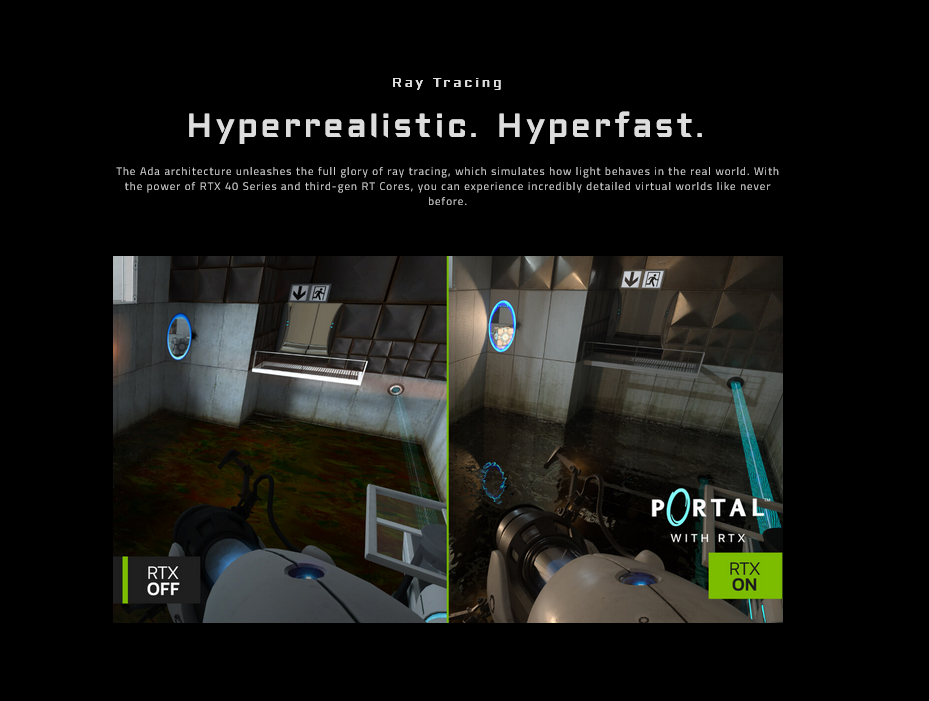 Ray Tracing
Hyperrealistic. Hyperfast.
The Ada architecture unleashes the full glory of ray tracing, which simulates how light behaves in the real world. With
the power of RTX 40 Series and third-gen RT Cores, you can experience incredibly detailed virtual worlds like never
before.
PORTAL™
WITH RTX
RTX
OFF
RTX
ON